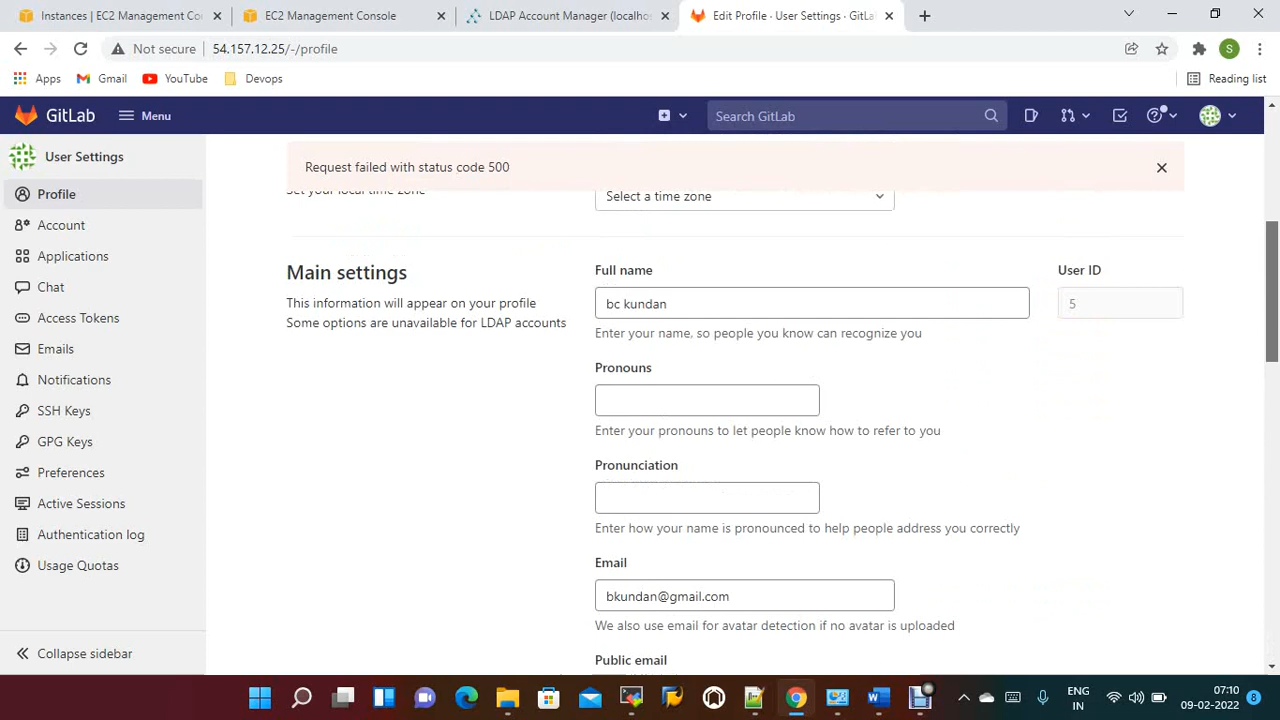 Instances | EC2 Management Co
EC2 Management Console
LDAP Account Manager (localhos
Edit Profile · User Settings · GitLa
Not secure
54.157.12.25/-/profile
S
Apps
Gmail
YouTube
Devops
Reading list
GitLab
Menu
Search GitLab
User Settings
Profile
Account
Applications
Chat
Access Tokens
Emails
Notifications
SSH Keys
GPG Keys
Preferences
Active Sessions
Authentication log
Usage Quotas
Collapse sidebar
Request failed with status code 500
Set your local time zone
Select a time zone
Main settings
This information will appear on your profile
Some options are unavailable for LDAP accounts
Full name
User ID
bc kundan
5
Enter your name, so people you know can recognize you
Pronouns
Enter your pronouns to let people know how to refer to you
Pronunciation
Enter how your name is pronounced to help people address you correctly
Email
bkundan@gmail.com
We also use email for avatar detection if no avatar is uploaded
Public email
ENG
IN
07:10
09-02-2022
8